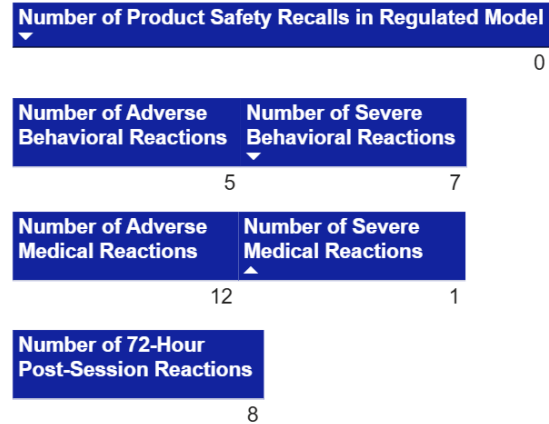 Number of Product Safety Recalls in Regulated Model
0
Number of Adverse
Behavioral Reactions
Number of Severe
Behavioral Reactions
5
7
Number of Adverse
Medical Reactions
Number of Severe
Medical Reactions
12
1
Number of 72-Hour
Post-Session Reactions
8